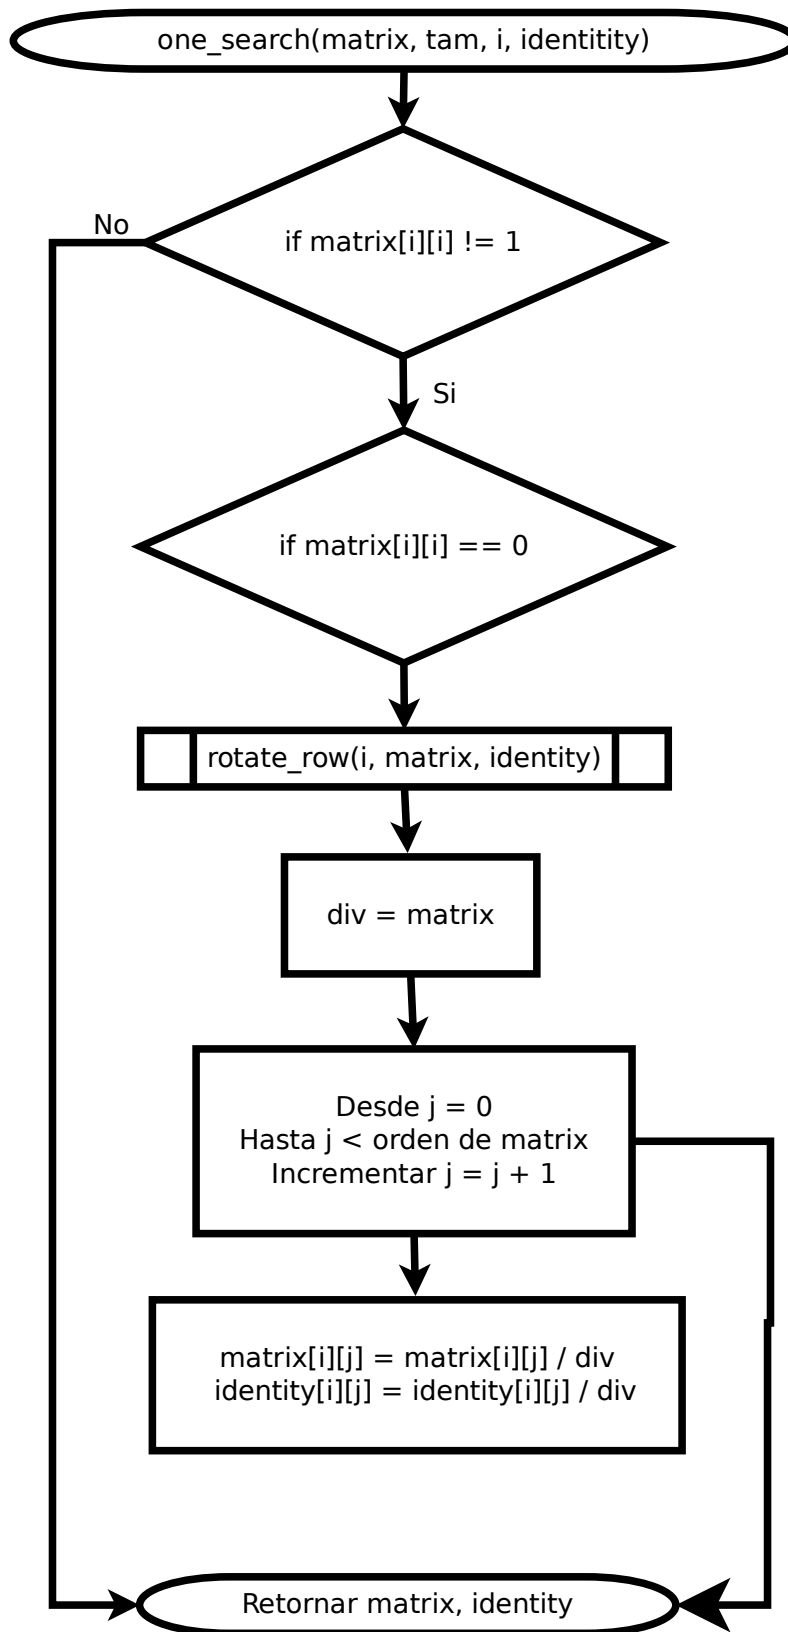 one_search(matrix, tam, i, identitity)
if matrix[i][i] != 1
No
Si
if matrix[i][i] == 0
rotate_row(i, matrix, identity)
div = matrix
Desde j = 0
Hasta j < orden de matrix
Incrementar j = j + 1
matrix[i][j] = matrix[i][j] / div
identity[i][j] = identity[i][j] / div
Retornar matrix, identity